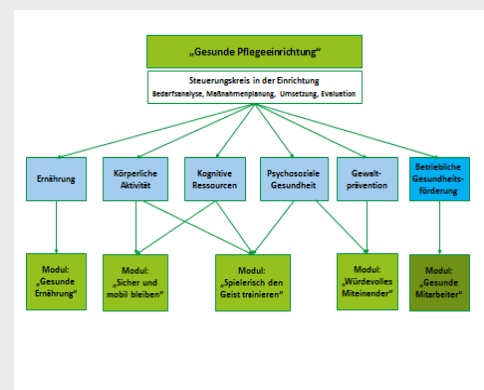 „Gesunde Pflegeeinrichtung“
Steuerungskreis in der Einrichtung
Bedarfsanalyse, Maßnahmenplanung, Umsetzung, Evaluation
Ernährung
Körperliche
Aktivität
Kognitive
Ressourcen
Psychosoziale
Gesundheit
Gewalt-
prävention
Betriebliche
Gesundheits-
förderung
Modul:
„Gesunde
Ernährung“
Modul:
„Sicher und
mobil bleiben“
Modul:
„Spielerisch den
Geist trainieren“
Modul:
„Würdevolles
Miteinander“
Modul:
„Gesunde
Mitarbeiter“